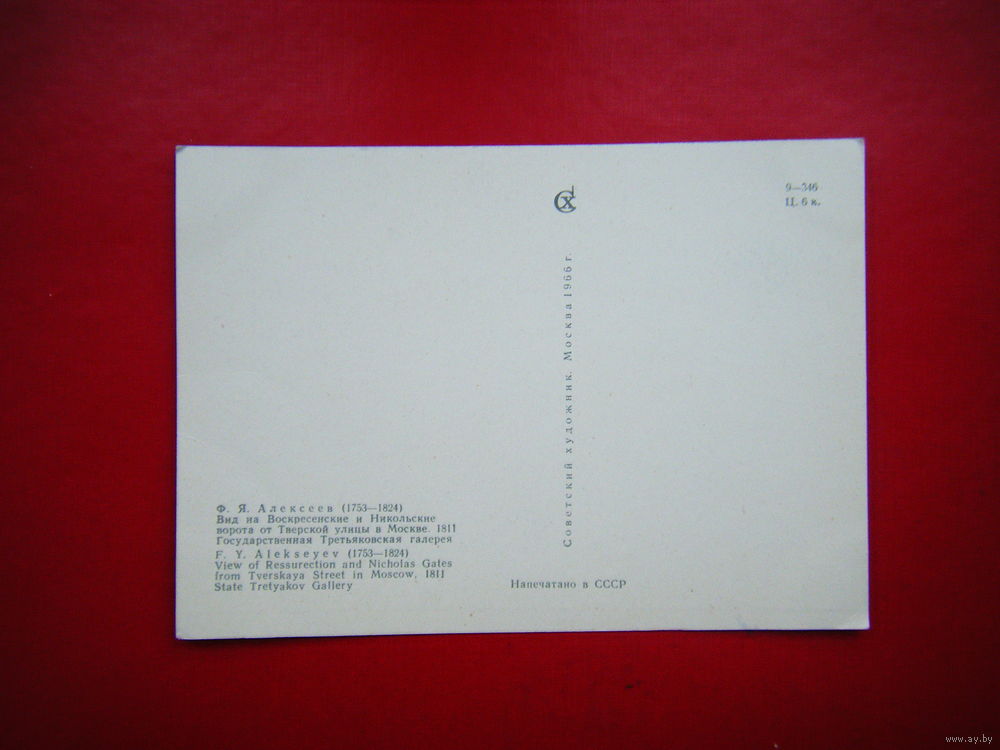 СХ
9—346
Ц. 6 к.
Советский художник. Москва 1966 г.
Ф. Я. Алексеев (1753—1824)
Вид на Воскресенские и Никольские
ворота от Тверской улицы в Москве. 1811
Государственная Третьяковская галерея
F. Y. Alekseyev (1753—1824)
View of Ressurection and Nicholas Gates
from Tverskaya Street in Moscow, 1811
State Tretyakov Gallery
Напечатано в СССР
www.ay.by